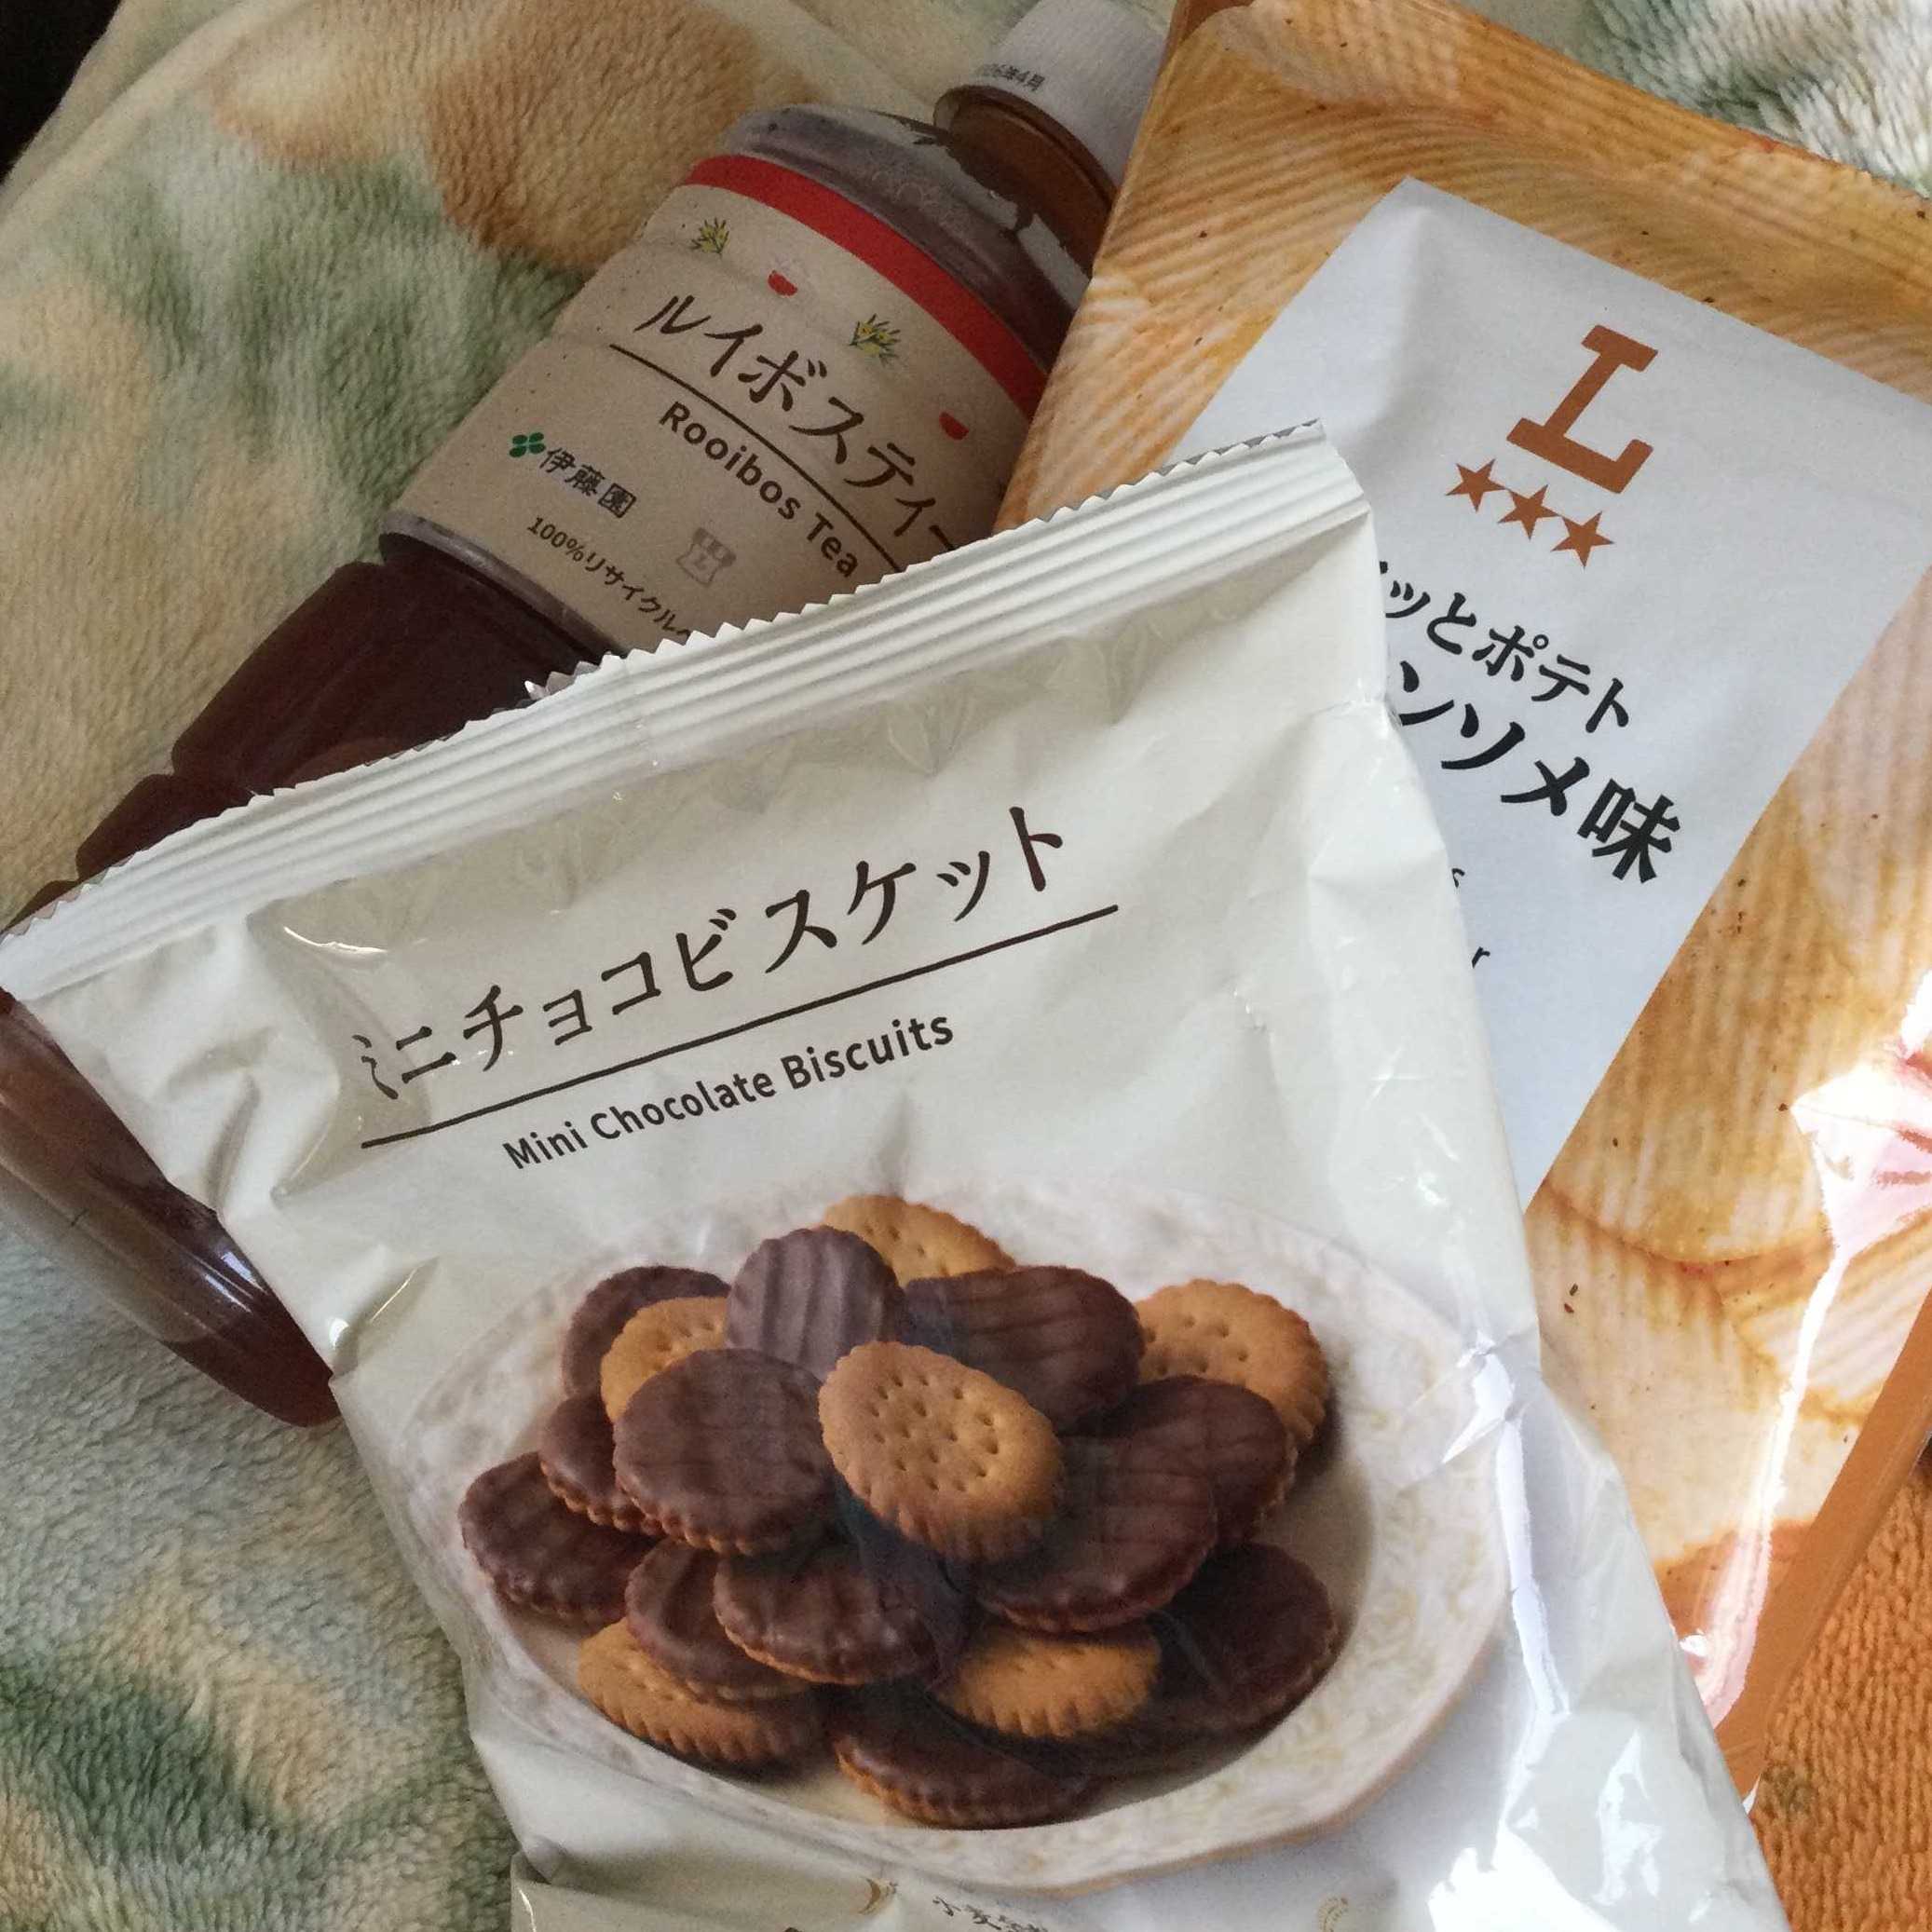 ルイボスティー
Rooibos Tea
伊藤園
100%リサイクル
L
ッとポテト
ンソメ味
ミニチョコビスケット
Mini Chocolate Biscuits